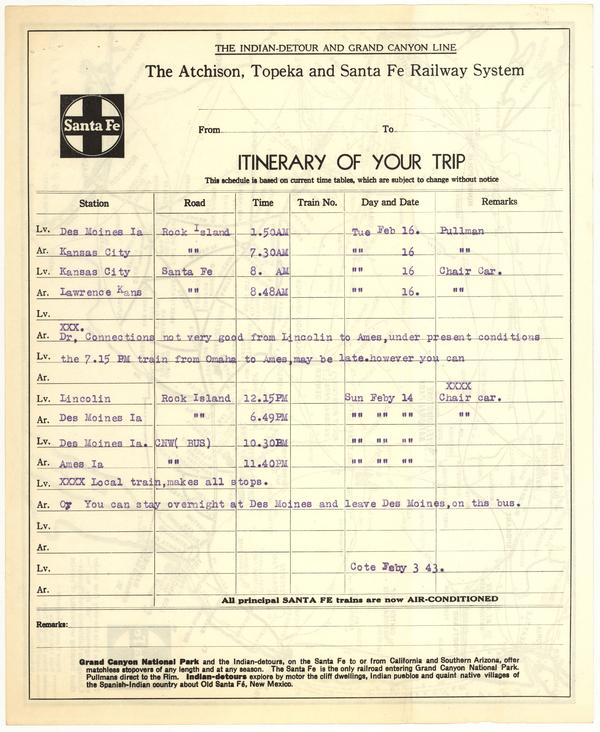 THE INDIAN-DETOUR AND GRAND CANYON LINE
The Atchison, Topeka and Santa Fe Railway System
Santa Fe
From To
ITINERARY OF YOUR TRIP
This schedule is based on current time tables, which are subject to change without notice
Station Road Time Train No. Day and Date Remarks
Lv. Des Moines Ia Rock Island 1.50AM Tue Feb 16. Pullman
Ar. Kansas City "" 7.30AM "" 16 ""
Lv. Kansas City Santa Fe 8. AM "" 16 Chair Car.
Ar. Lawrence Kans "" 8.48AM "" 16. ""
Lv.
XXX.
Ar. Dr, Connections not very good from Lincoln to Ames,under present conditions
Lv. the 7.15 PM train from Omaha to Ames,may be late.however you can
Ar.
XXXX
Lv. Lincolin Rock Island 12.15PM Sun Feby 14 Chair car.
Ar. Des Moines Ia "" 6.49PM "" "" "" ""
Lv. Des Moines Ia. CNW( BUS) 10.30PM "" "" ""
Ar. Ames Ia "" 11.40PM "" "" ""
Lv. XXXX Local train,makes all stops.
Ar. Or You can stay overnight at Des Moines and leave Des Moines,on ths bus.
Lv.
Ar.
Lv. Cote Feby 3 43.
Ar.
All principal SANTA FE trains are now AIR-CONDITIONED
Remarks:
Grand Canyon National Park and the Indian-detours, on the Santa Fe to or from California and Southern Arizona, offer
matchless stopovers of any length and at any season. The Santa Fe is the only railroad entering Grand Canyon National Park.
Pullmans direct to the Rim. Indian-detours explore by motor the cliff dwellings, Indian pueblos and quaint native villages of
the Spanish-Indian country about Old Santa Fé, New Mexico.